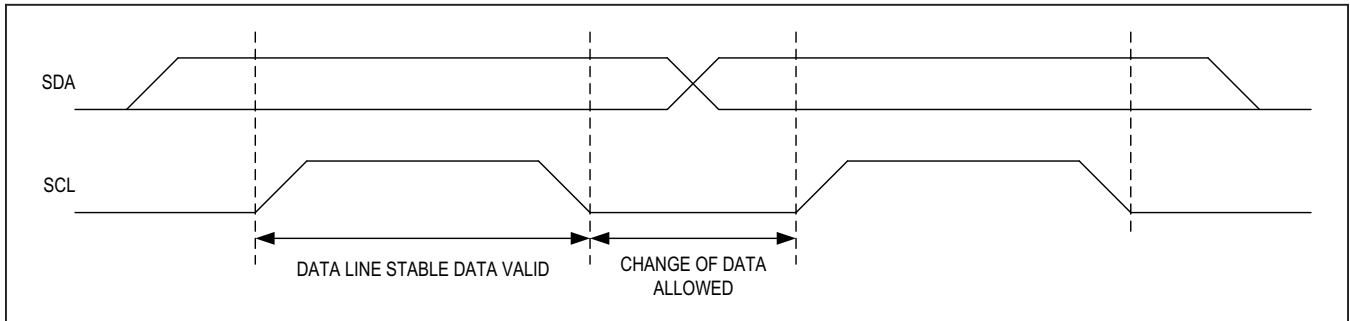 SDA
SCL
DATA LINE STABLE DATA VALID
CHANGE OF DATA
ALLOWED